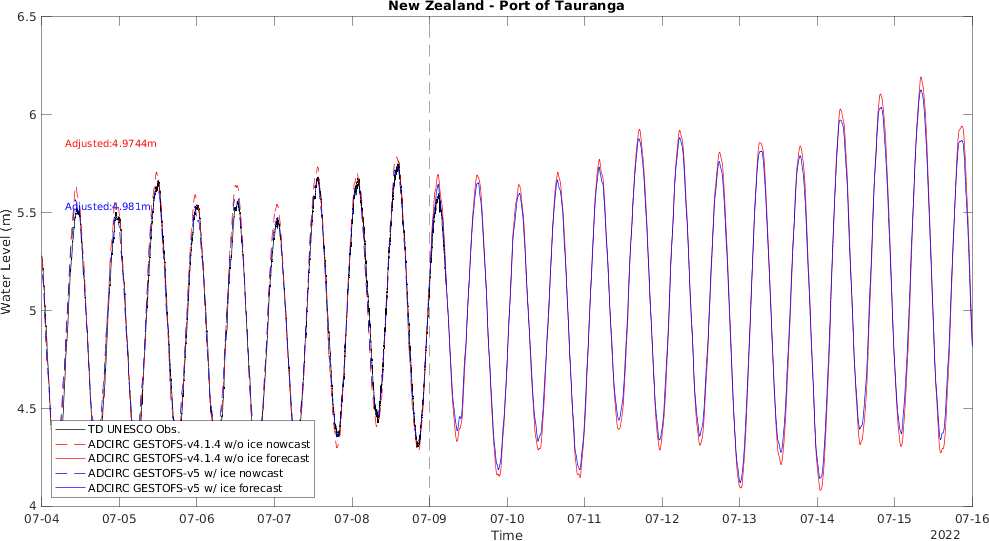 New Zealand - Port of Tauranga
6.5
6
5.5
5
4.5
4
Water Level (m)
Adjusted:4.9744m
Adjusted:4.981m
TD UNESCO Obs.
ADCIRC GESTOFS-v4.1.4 w/o ice nowcast
ADCIRC GESTOFS-v4.1.4 w/o ice forecast
ADCIRC GESTOFS-v5 w/ ice nowcast
ADCIRC GESTOFS-v5 w/ ice forecast
07-04 07-05 07-06 07-07 07-08 07-09 07-10 07-11 07-12 07-13 07-14 07-15 07-16
Time
2022